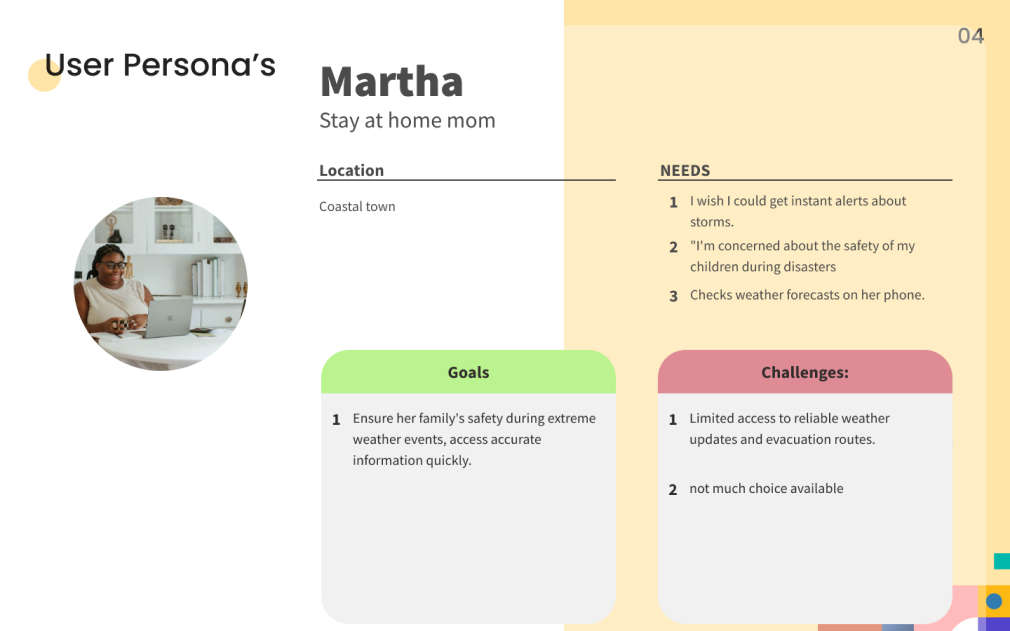 04
User Persona's
Martha
Stay at home mom
Location
Coastal town
NEEDS
1 I wish I could get instant alerts about
storms.
2 "I'm concerned about the safety of my
children during disasters
3 Checks weather forecasts on her phone.
Goals
1 Ensure her family's safety during extreme
weather events, access accurate
information quickly.
Challenges:
1 Limited access to reliable weather
updates and evacuation routes.
2 not much choice available